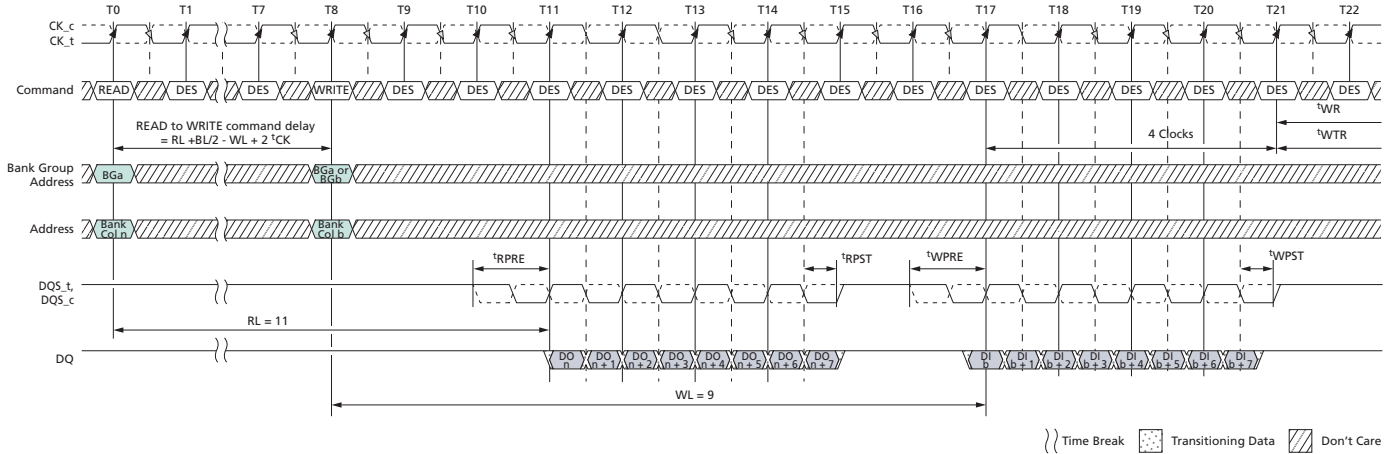 T0 T1 T7 T8 T9 T10 T11 T12 T13 T14 T15 T16 T17 T18 T19 T20 T21 T22
CK_c
CK_t
Command READ DES DES WRITE DES DES DES DES DES DES DES DES DES DES DES DES DES DES
tWR
READ to WRITE command delay
= RL +BL/2 - WL + 2 tCK
4 Clocks
tWTR
Bank Group
Address
BGa
BGa or
BGb
Address
Bank
Col n
Bank
Col b
tRPRE tRPST tWPRE tWPST
DQS_t,
DQS_c
RL = 11
DQ
DO
n
DO
n + 1
DO
n + 2
DO
n + 3
DO
n + 4
DO
n + 5
DO
n + 6
DO
n + 7
DI
b
DI
b + 1
DI
b + 2
DI
b + 3
DI
b + 4
DI
b + 5
DI
b + 6
DI
b + 7
WL = 9
Time Break Transitioning Data Don't Care